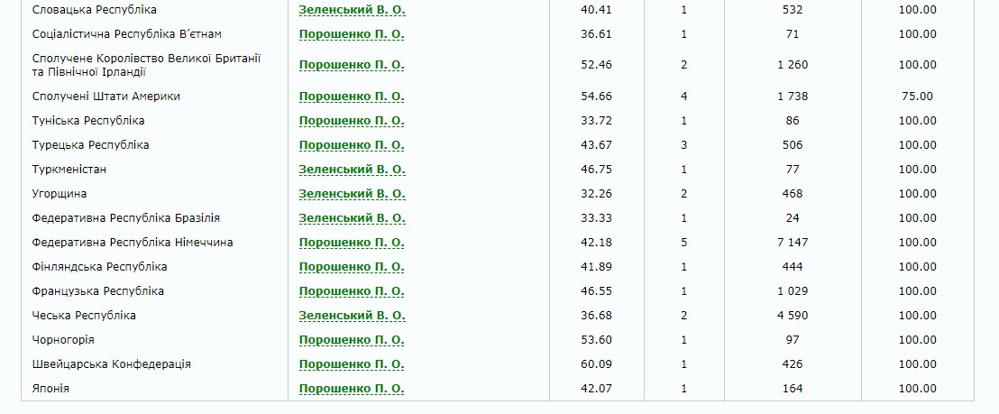 Словацька Республіка Зеленський В. О. 40.41 1 532 100.00
Соціалістична Республіка В'єтнам Порошенко П. О. 36.61 1 71 100.00
Сполучене Королівство Великої Британії
та Північної Ірландії Порошенко П. О. 52.46 2 1 260 100.00
Сполучені Штати Америки Порошенко П. О. 54.66 4 1 738 75.00
Туніська Республіка Порошенко П. О. 33.72 1 86 100.00
Турецька Республіка Порошенко П. О. 43.67 3 506 100.00
Туркменістан Зеленський В. О. 46.75 1 77 100.00
Угорщина Зеленський В. О. 32.26 2 468 100.00
Федеративна Республіка Бразілія Зеленський В. О. 33.33 1 24 100.00
Федеративна Республіка Німеччина Порошенко П. О. 42.18 5 7 147 100.00
Фінляндська Республіка Порошенко П. О. 41.89 1 444 100.00
Французька Республіка Порошенко П. О. 46.55 1 1 029 100.00
Чеська Республіка Зеленський В. О. 36.68 2 4 590 100.00
Чорногорія Порошенко П. О. 53.60 1 97 100.00
Швейцарська Конфедерація Порошенко П. О. 60.09 1 426 100.00
Японія Порошенко П. О. 42.07 1 164 100.00